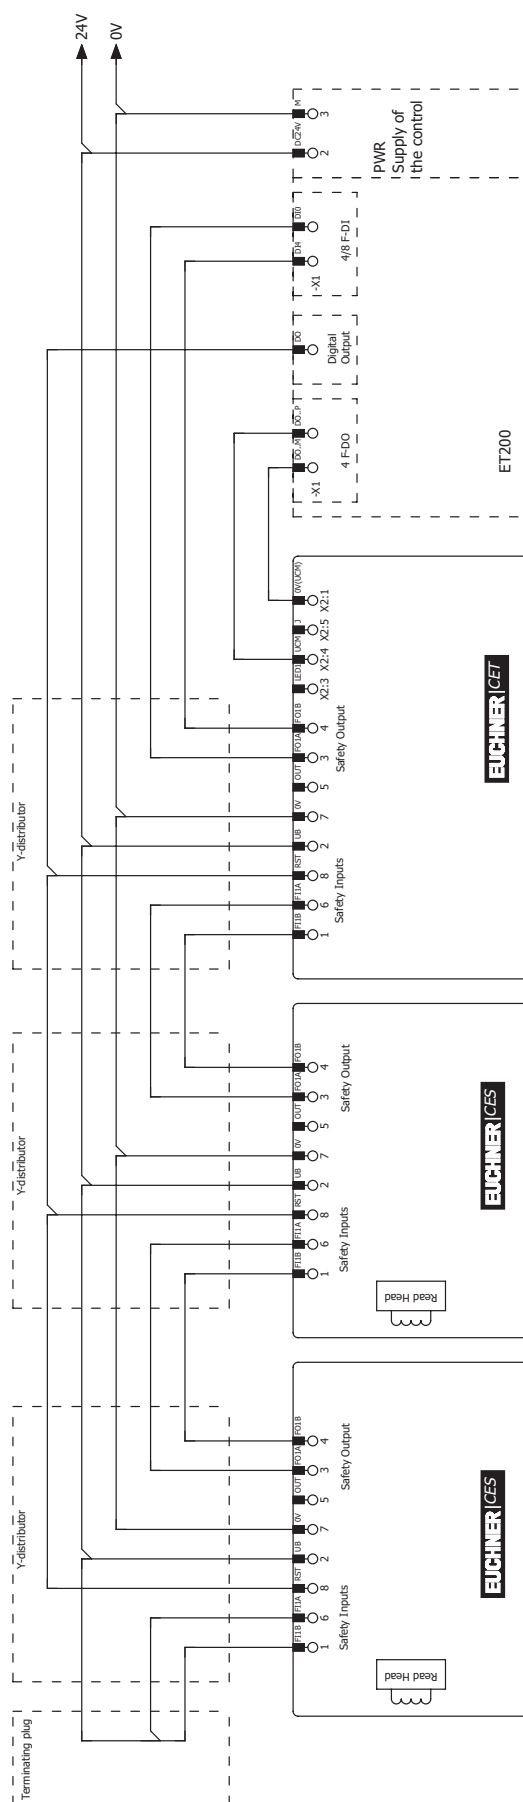 24V
0V
M
3
DC24V
2
PWR
Supply of
the control
DI0
DI4
-X1
4/8 F-DI
DO
Digital
Output
DO..P
DO..M
-X1
4 F-DO
ET200
0V(UCM)
X2:1
J
X2:5
UCM
X2:4
LED1
X2:3
FO1B
4
FO1A
3
Safety Output
OUT
5
0V
7
UB
2
RST
8
FI1A
6
Safety Inputs
FI1B
1
EUCHNER CET
Y-distributor
FO1B
4
FO1A
3
Safety Output
OUT
5
0V
7
UB
2
RST
8
FI1A
6
Safety Inputs
FI1B
1
Read Head
EUCHNER CES
Y-distributor
FO1B
4
FO1A
3
Safety Output
OUT
5
0V
7
UB
2
RST
8
FI1A
6
Safety Inputs
FI1B
1
Read Head
EUCHNER CES
Y-distributor
Terminating plug